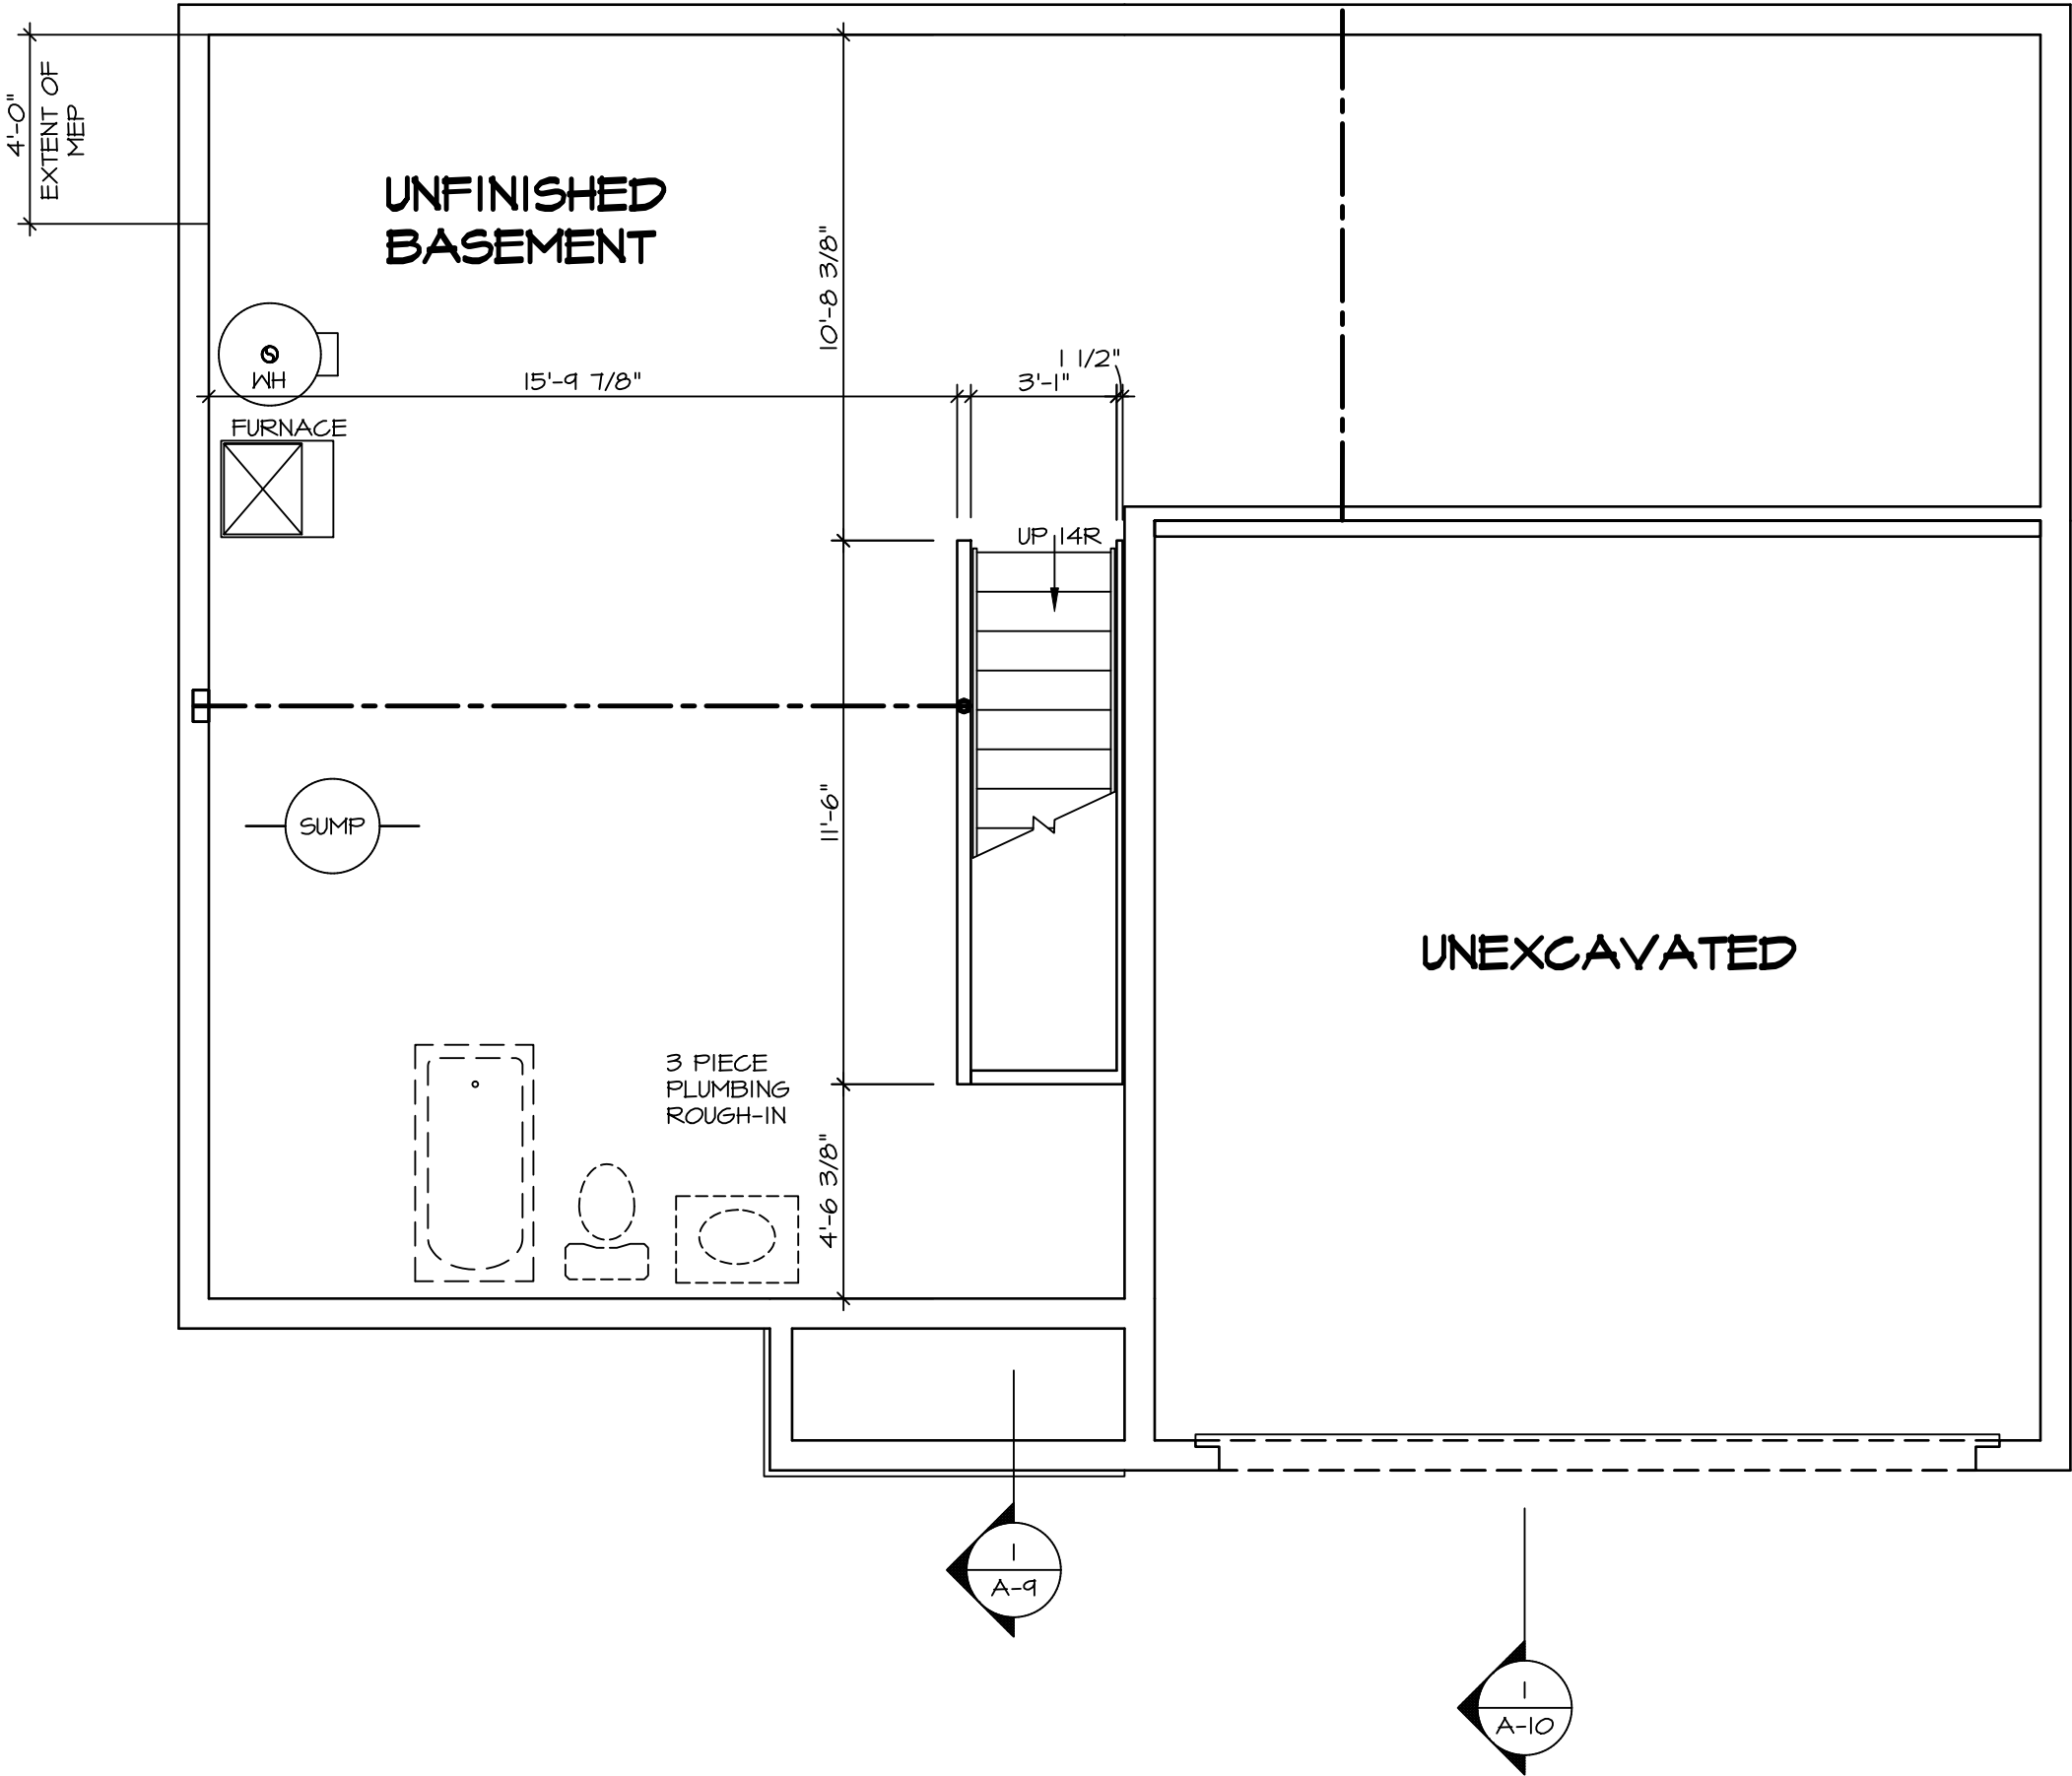 4'-0"
EXTENT OF
MEP
UNFINISHED
BASEMENT
10'-8 3/8"
1 1/2"
15'-9 7/8"
3'-1"
S
WH
FURNACE
UP 14R
11'-6"
SUMP
UNEXCAVATED
3 PIECE
PLUMBING
ROUGH-IN
4'-6 3/8"
1
A-9
1
A-10